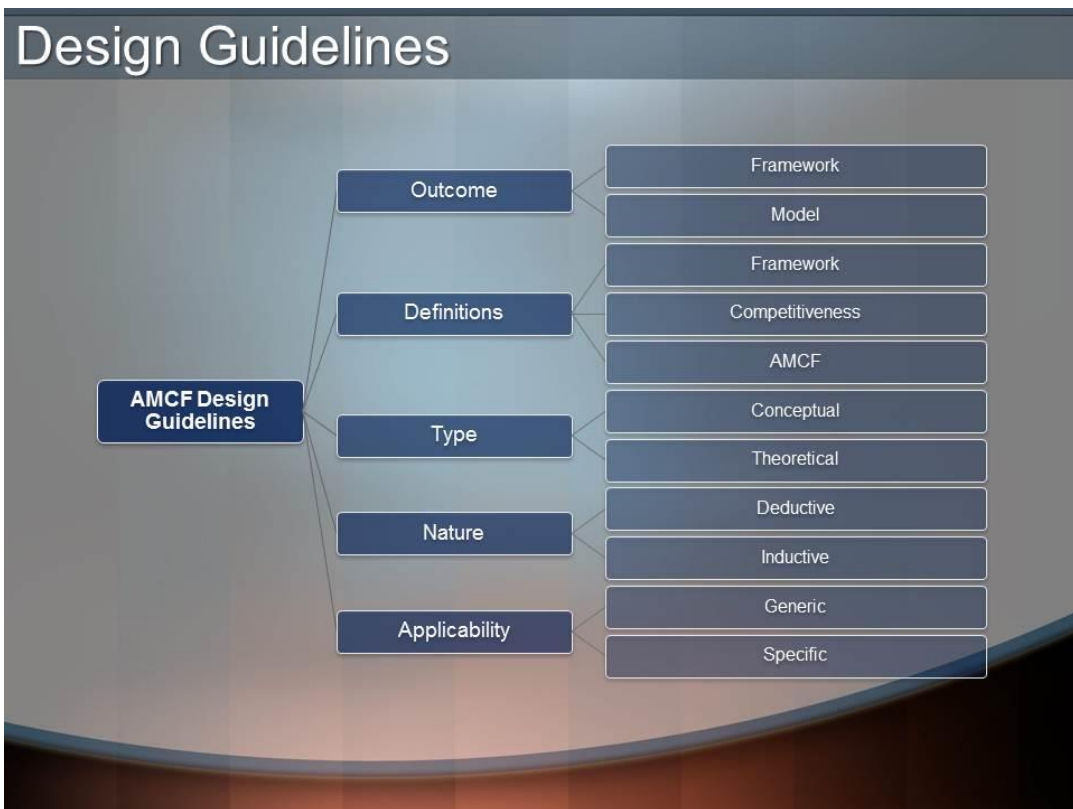 Design Guidelines
AMCF Design
Guidelines
Outcome
Framework
Model
Definitions
Framework
Competitiveness
AMCF
Type
Conceptual
Theoretical
Nature
Deductive
Inductive
Applicability
Generic
Specific